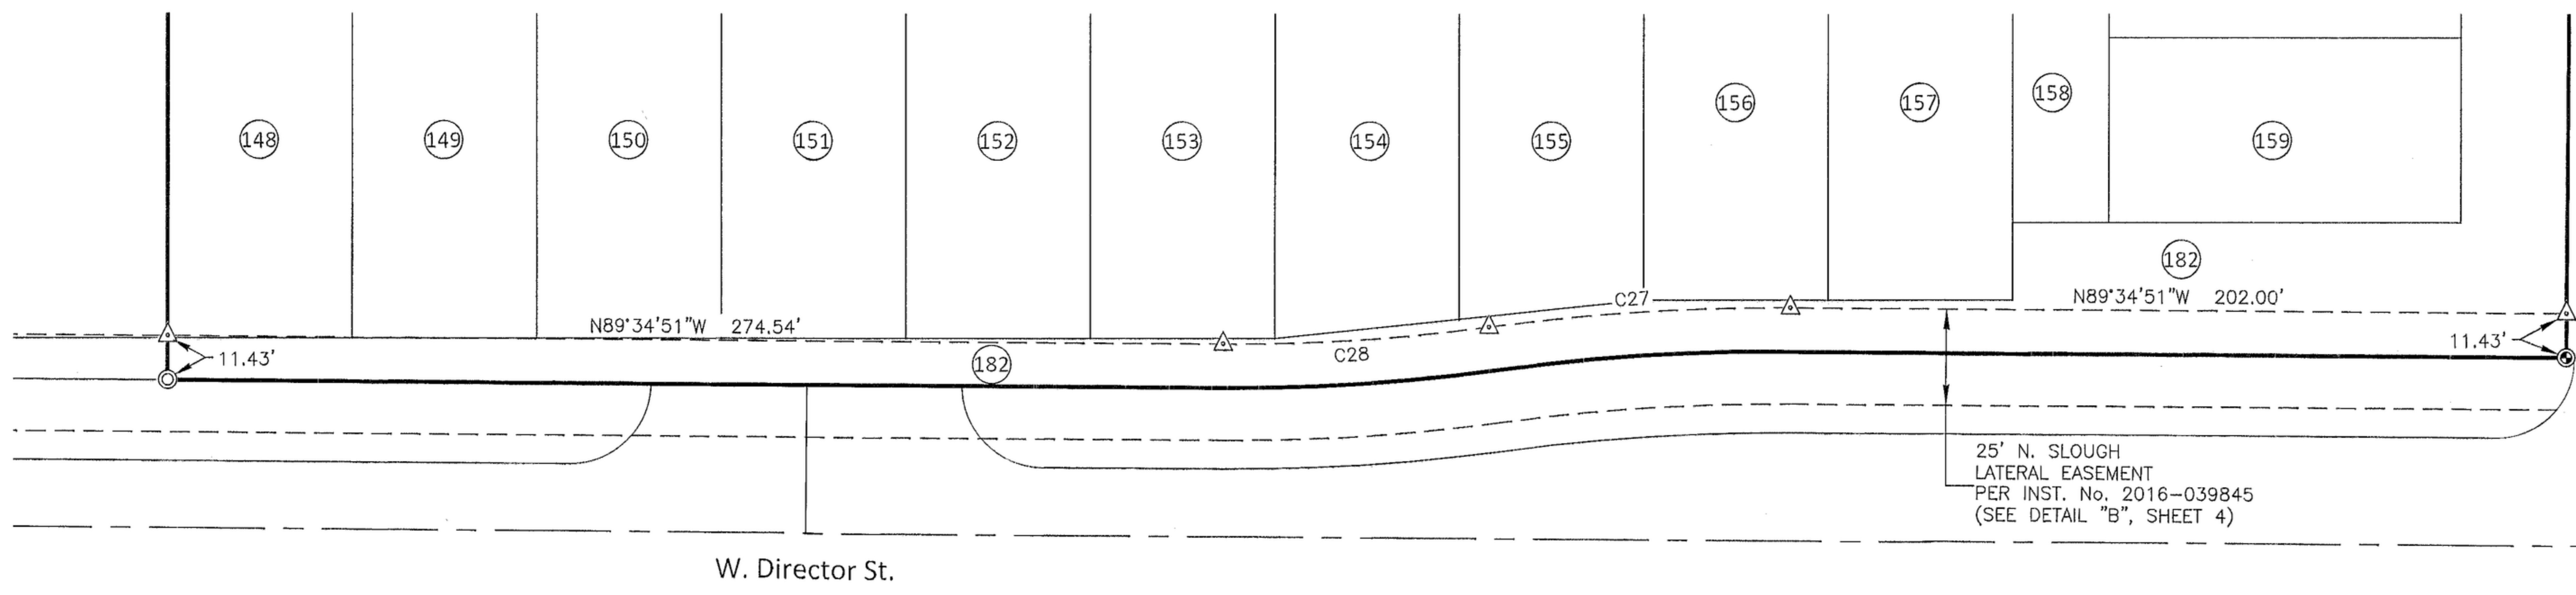 148
149
150
151
152
153
154
155
156
157
158
159
182
N89°34'51"W 202.00'
C27
N89°34'51"W 274.54'
11.43'
11.43'
C28
182
25' N. SLOUGH
LATERAL EASEMENT
PER INST. No. 2016-039845
(SEE DETAIL "B", SHEET 4)
W. Director St.